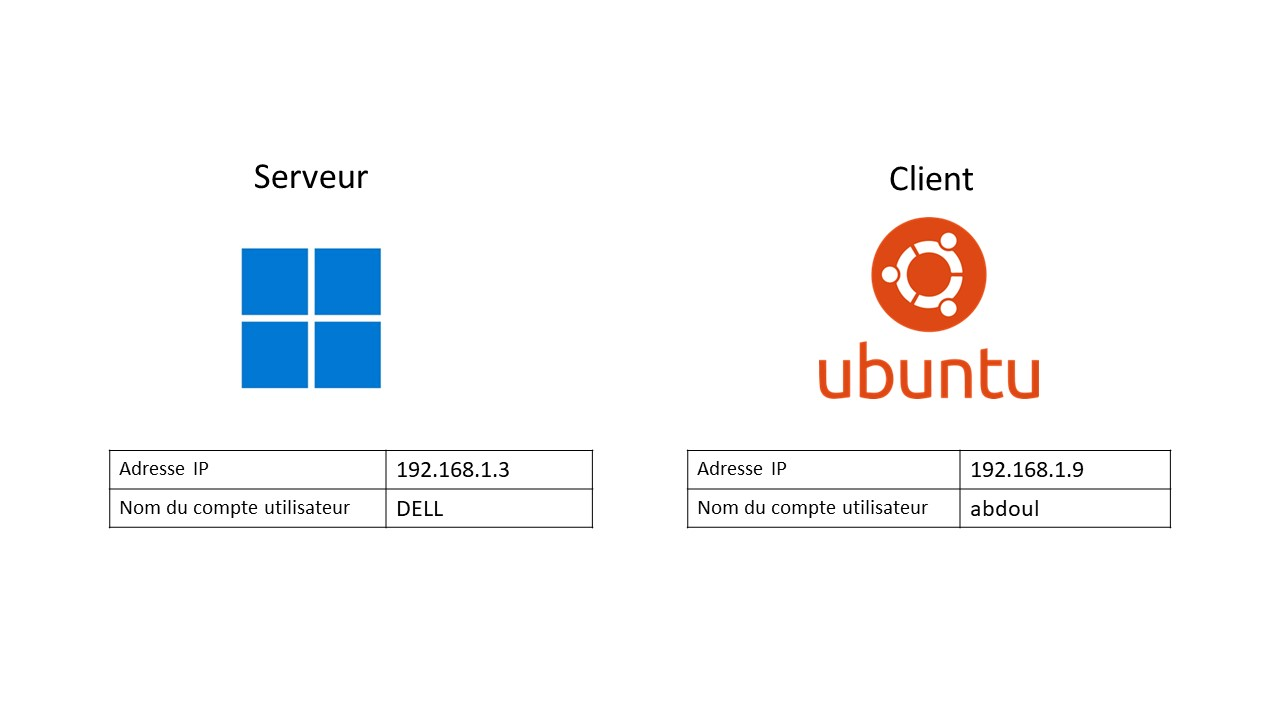 Serveur
Client
ubuntu
Adresse IP 192.168.1.3
Nom du compte utilisateur DELL
Adresse IP 192.168.1.9
Nom du compte utilisateur abdoul